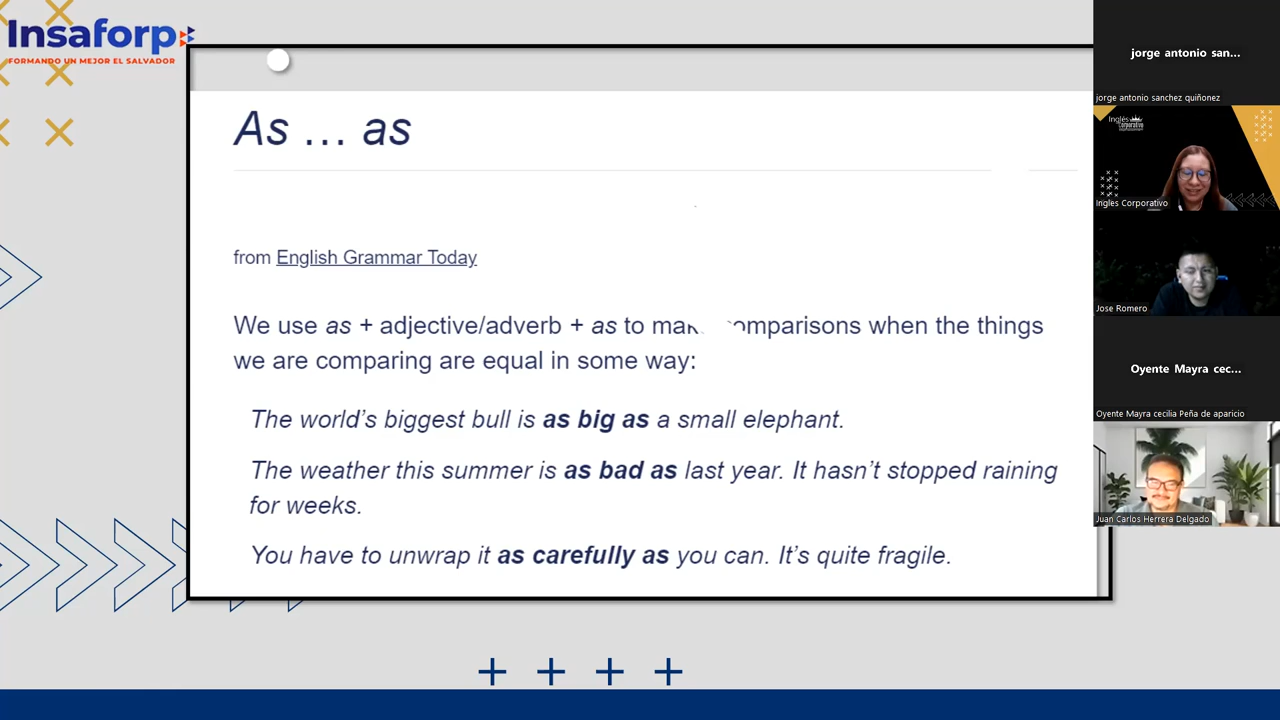 Insaforp
FORMANDO UN MEJOR EL SALVADOR
As ... as
from English Grammar Today
We use as + adjective/adverb + as to comparisons when the things
we are comparing are equal in some way:
The world's biggest bull is as big as a small elephant.
The weather this summer is as bad as last year. It hasn't stopped raining
for weeks.
You have to unwrap it as carefully as you can. It's quite fragile.
jorge antonio san...
jorge antonio sanchez quiñonez
Inglés
Corporativo
Ingles Corporativo
Jose Romero
Oyente Mayra cec...
Oyente Mayra cecilia Peña de aparicio
Juan Carlos Herrera Delgado